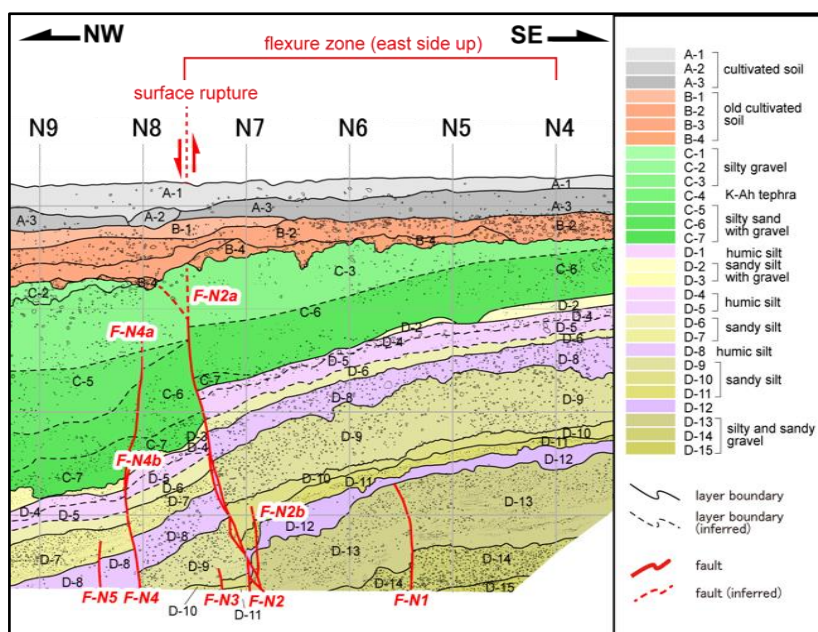 NW
flexure zone (east side up)
SE
surface rupture
N9 N8 N7 N6 N5 N4
A-1 A-1
A-3 A-2 A-3 A-3
B-1 B-2 B-2
B-4 B-4
B-4 C-3
C-2 F-N2a C-6
F-N4a C-6 D-2
D-2 D-4
D-4 D-5
C-5 C-7 D-5 D-6
C-6 D-6 D-8
D-8
D-3 D-9
C-7 D-4 D-9
C-7 F-N4b D-5 D-10
D-6 D-10 D-11
D-4 D-7 D-11 D-12
D-5 F-N2b D-13
D-8 D-12
D-7 D-8 D-9 D-13 D-14
D-8 D-14 D-15
F-N5 F-N4 F-N3 F-N2 F-N1
D-10 D-11
A-1
A-2 cultivated soil
A-3
B-1
B-2 old cultivated
B-3 soil
B-4
C-1
C-2 silty gravel
C-3
C-4 K-Ah tephra
C-5
C-6 silty sand
C-7 with gravel
D-1 humic silt
D-2 sandy silt
D-3 with gravel
D-4
D-5 humic silt
D-6
D-7 sandy silt
D-8 humic silt
D-9
D-10 sandy silt
D-11
D-12
D-13
D-14 silty and sandy
D-15 gravel
layer boundary
layer boundary
(inferred)
fault
fault (inferred)